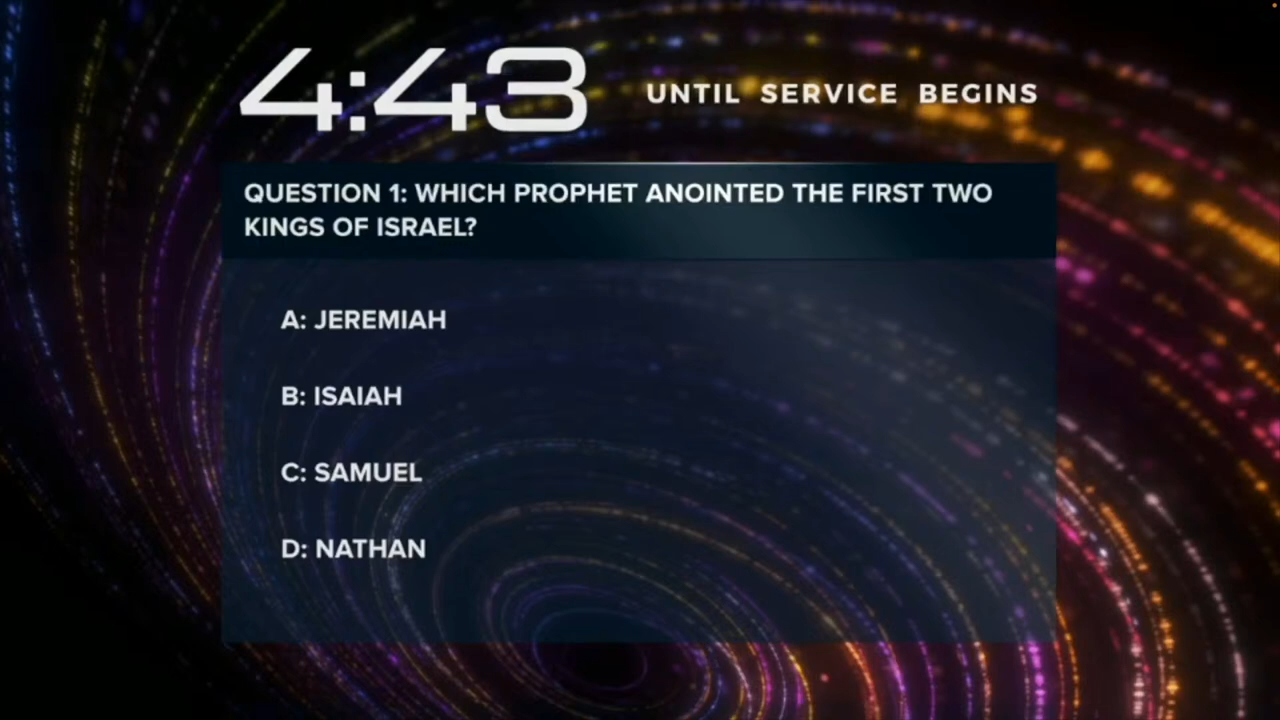 4:43 UNTIL SERVICE BEGINS
QUESTION 1: WHICH PROPHET ANOINTED THE FIRST TWO
KINGS OF ISRAEL?
A: JEREMIAH
B: ISAIAH
C: SAMUEL
D: NATHAN